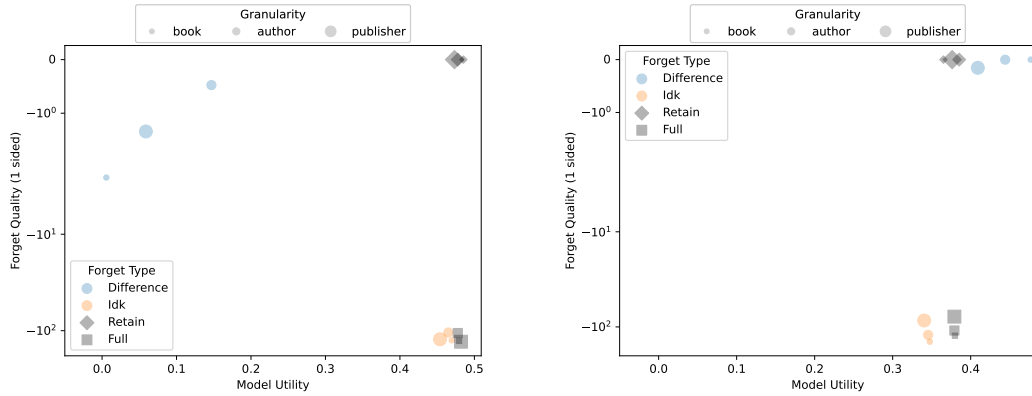 Granularity
book author publisher
0
−10⁰
−10¹
−10²
Forget Quality (1 sided)
Forget Type
Difference
Idk
Retain
Full
0.0 0.1 0.2 0.3 0.4 0.5
Model Utility
Granularity
book author publisher
Forget Type
Difference
Idk
Retain
Full
0
−10⁰
−10¹
−10²
Forget Quality (1 sided)
0.0 0.1 0.2 0.3 0.4
Model Utility